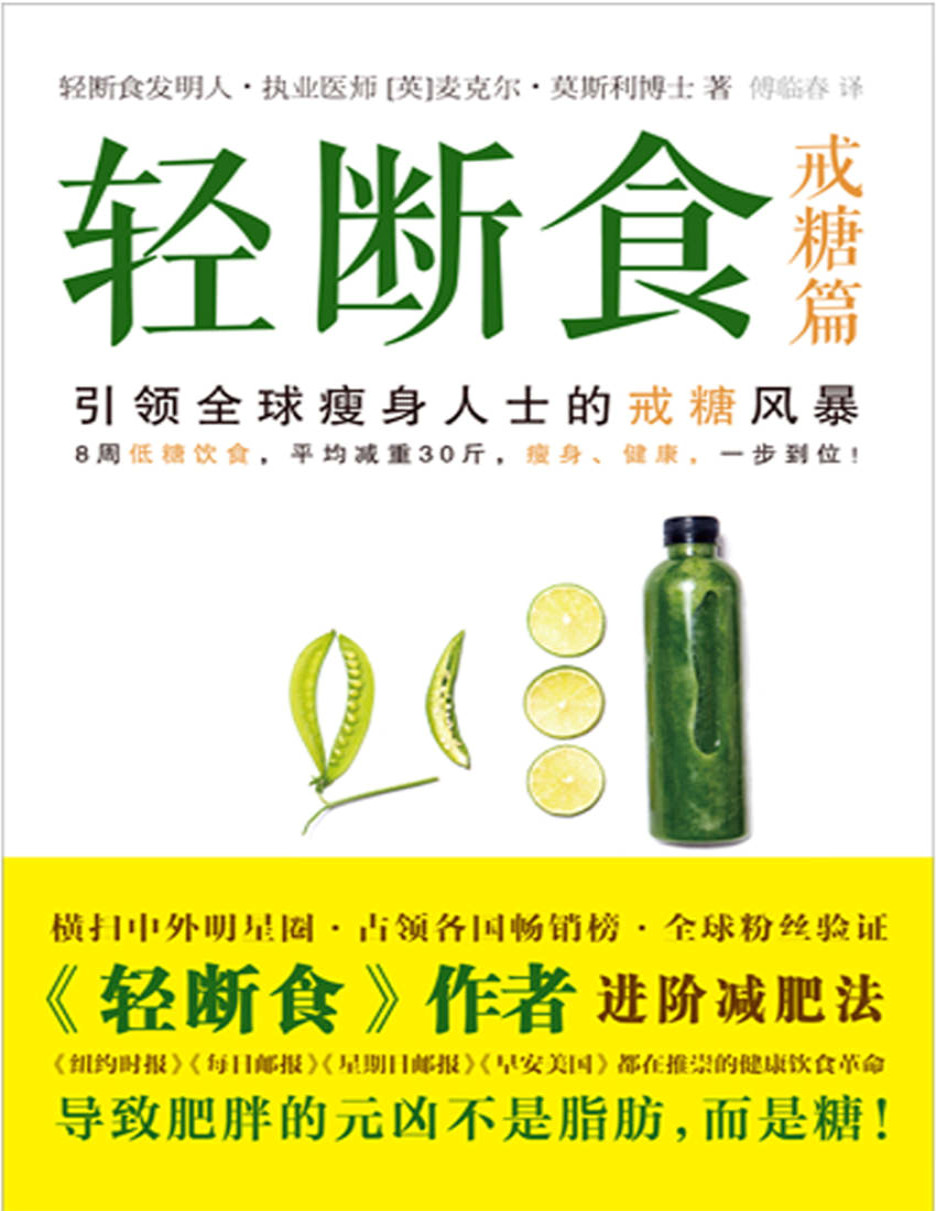 轻断食发明人·执业医师 [英]麦克尔·莫斯利博士 著 傅临春 译
轻断食
戒糖篇
引领全球瘦身人士的戒糖风暴
8周低糖饮食，平均减重30斤，瘦身、健康，一步到位！
横扫中外明星圈·占领各国畅销榜·全球粉丝验证
《轻断食》作者 进阶减肥法
《纽约时报》《每日邮报》《星期日邮报》《早安美国》都在推崇的健康饮食革命
导致肥胖的元凶不是脂肪，而是糖！